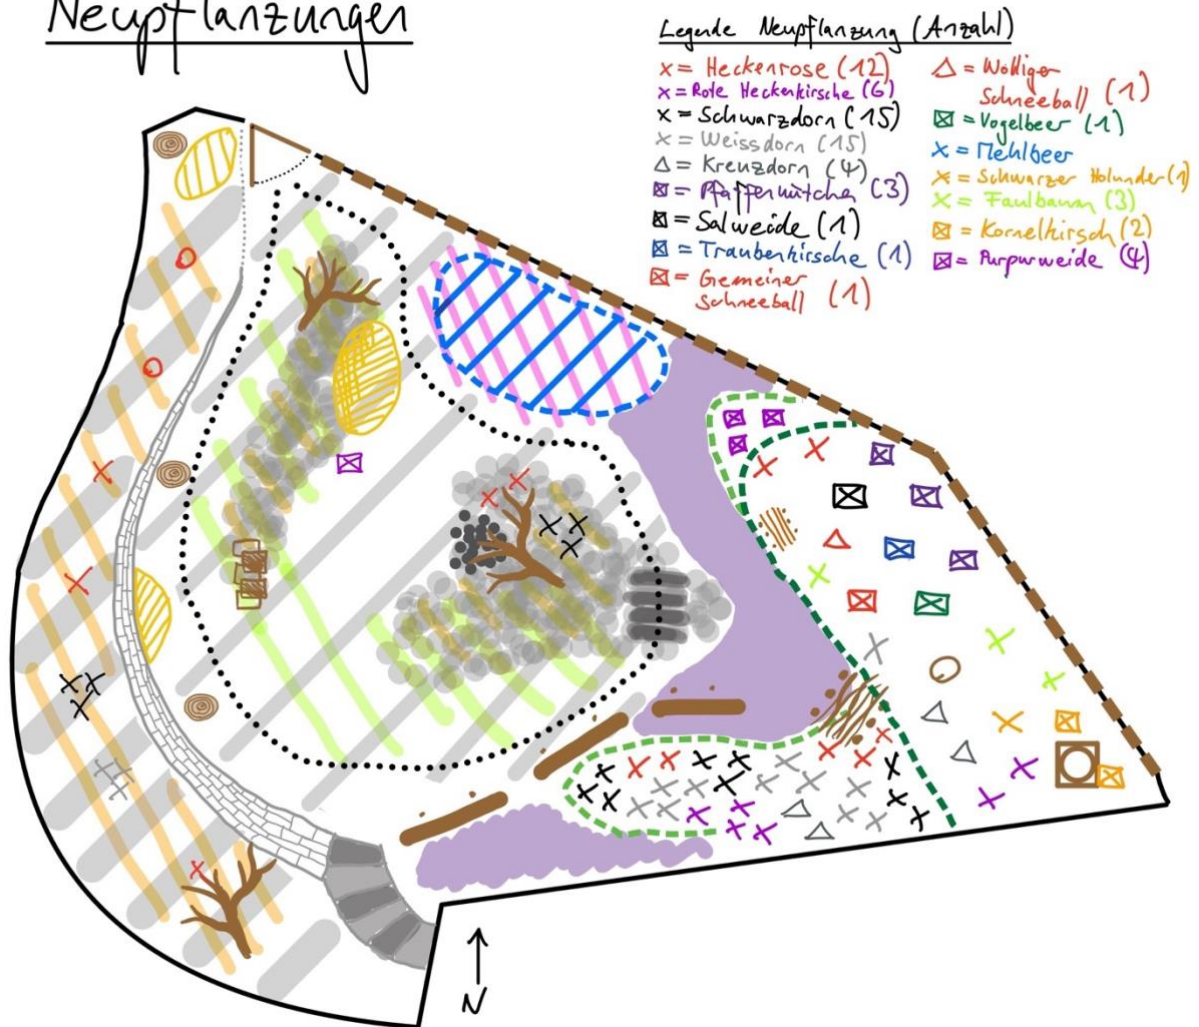 Neupflanzungen
Legende Neupflanzung (Anzahl)
x = Heckenrose (12)
x = Rote Heckenkirsche (6)
x = Schwarzdorn (15)
x = Weissdorn (15)
△ = Kreuzdorn (4)
☒ = Pfaffenhütchen (3)
☒ = Salweide (1)
☒ = Traubenkirsche (1)
☒ = Gemeiner
Schneeball (1)
△ = Wolliger
Schneeball (1)
☒ = Vogelbeer (1)
x = Mehlbeer
x = Schwarzer Holunder (1)
x = Faulbaum (3)
☒ = Kornelkirsch (2)
☒ = Purpurweide (4)
N